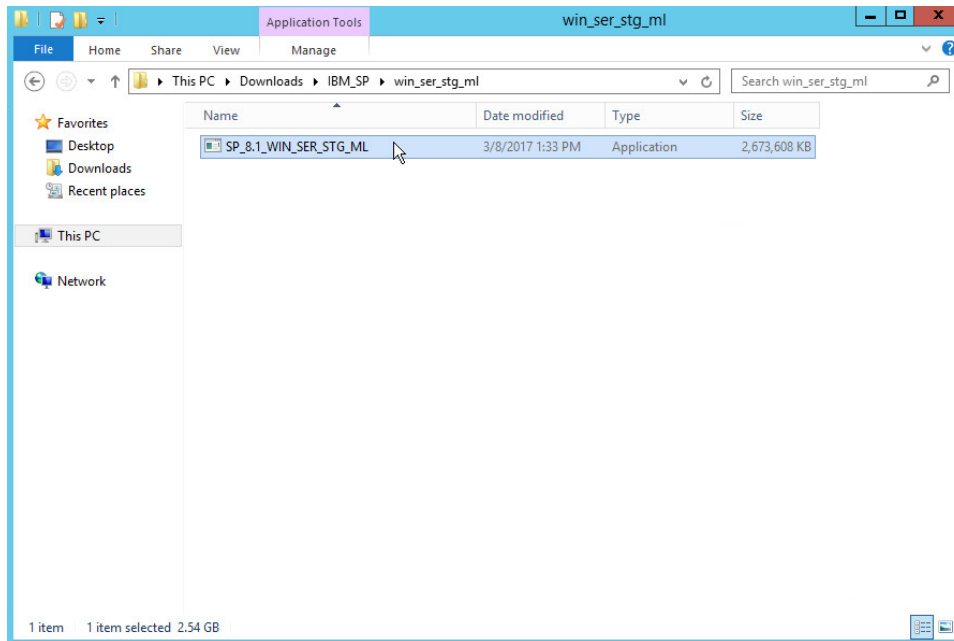 Application Tools
win_ser_stg_ml
File Home Share View Manage
This PC Downloads IBM_SP win_ser_stg_ml
Search win_ser_stg_ml
Name Date modified Type Size
SP_8.1_WIN_SER_STG_ML 3/8/2017 1:33 PM Application 2,673,608 KB
Favorites
Desktop
Downloads
Recent places
This PC
Network
1 item 1 item selected 2.54 GB